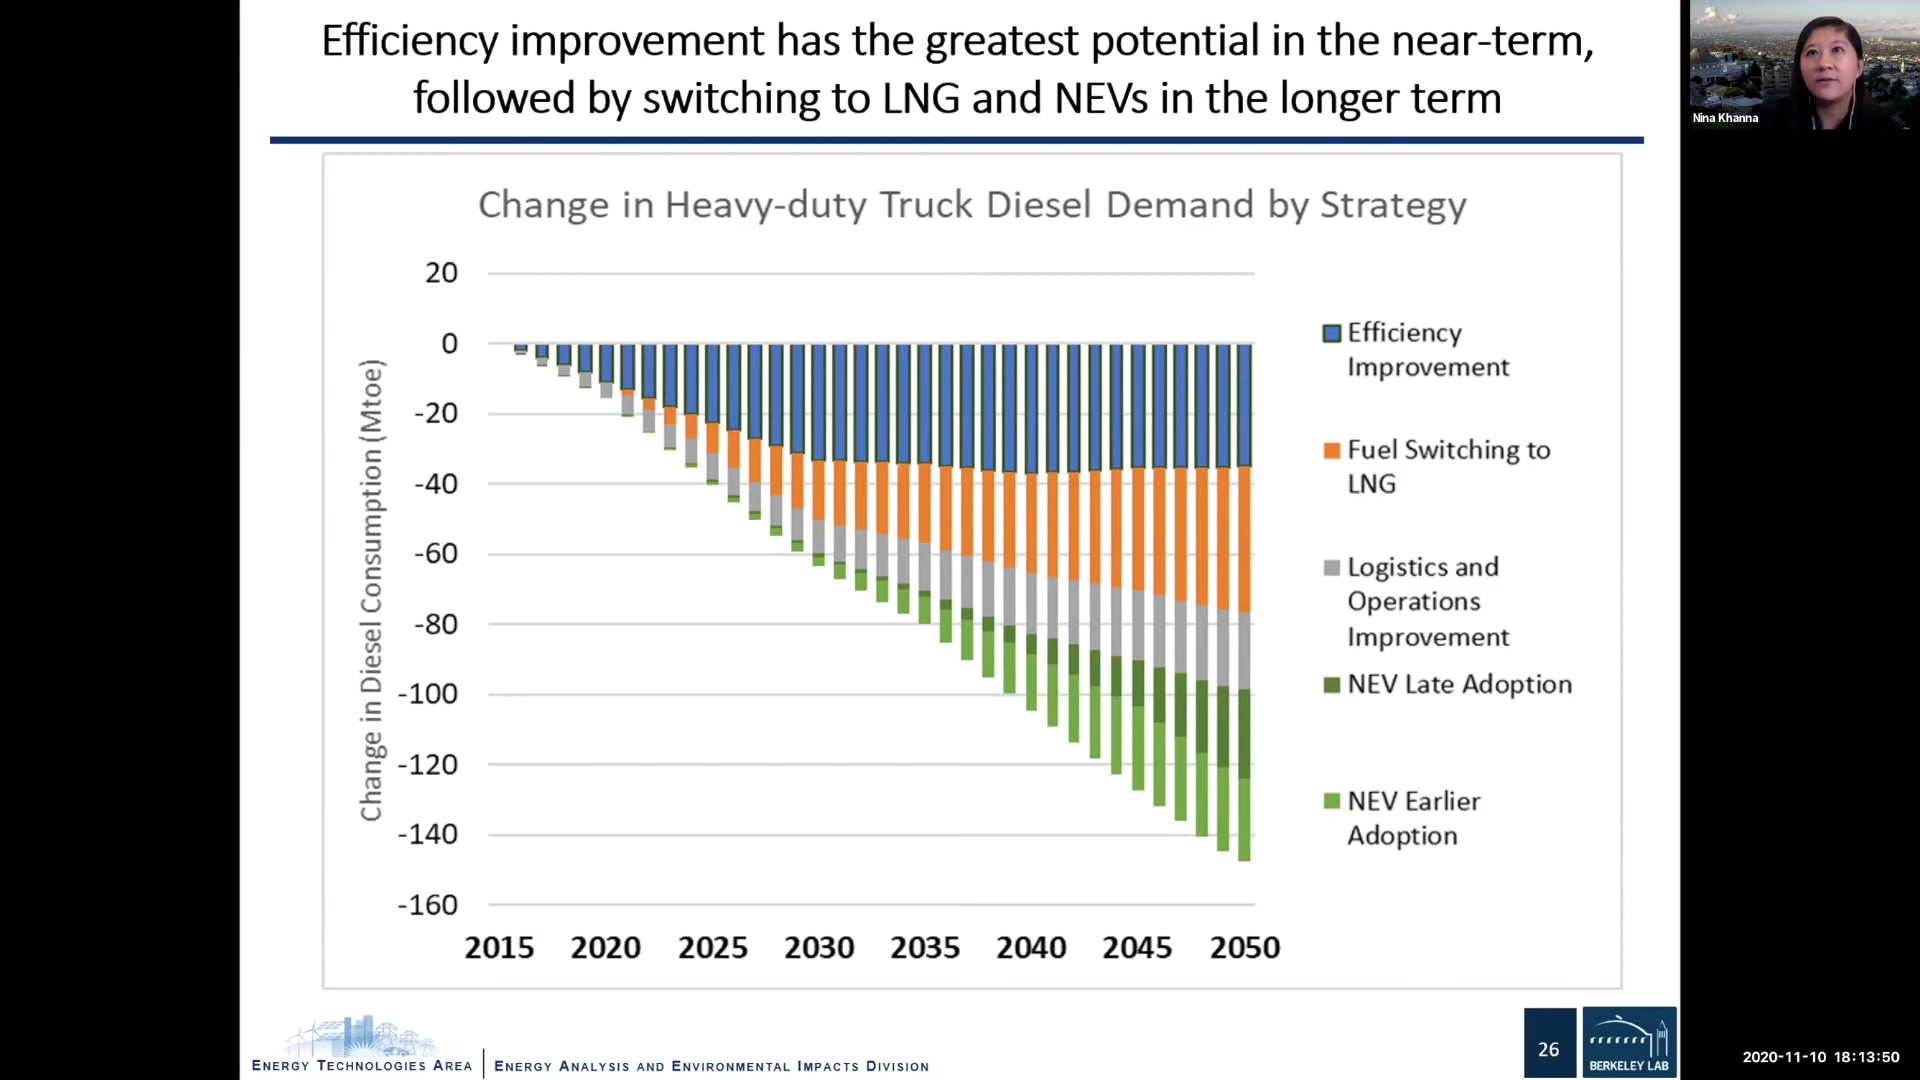 Efficiency improvement has the greatest potential in the near-term,
followed by switching to LNG and NEVs in the longer term
Nina Khanna
Change in Heavy-duty Truck Diesel Demand by Strategy
Change in Diesel Consumption (Mtoe)
20
0
-20
-40
-60
-80
-100
-120
-140
-160
2015 2020 2025 2030 2035 2040 2045 2050
Efficiency
Improvement
Fuel Switching to
LNG
Logistics and
Operations
Improvement
NEV Late Adoption
NEV Earlier
Adoption
ENERGY TECHNOLOGIES AREA
ENERGY ANALYSIS AND ENVIRONMENTAL IMPACTS DIVISION
26
BERKELEY LAB
2020-11-10 18:13:50